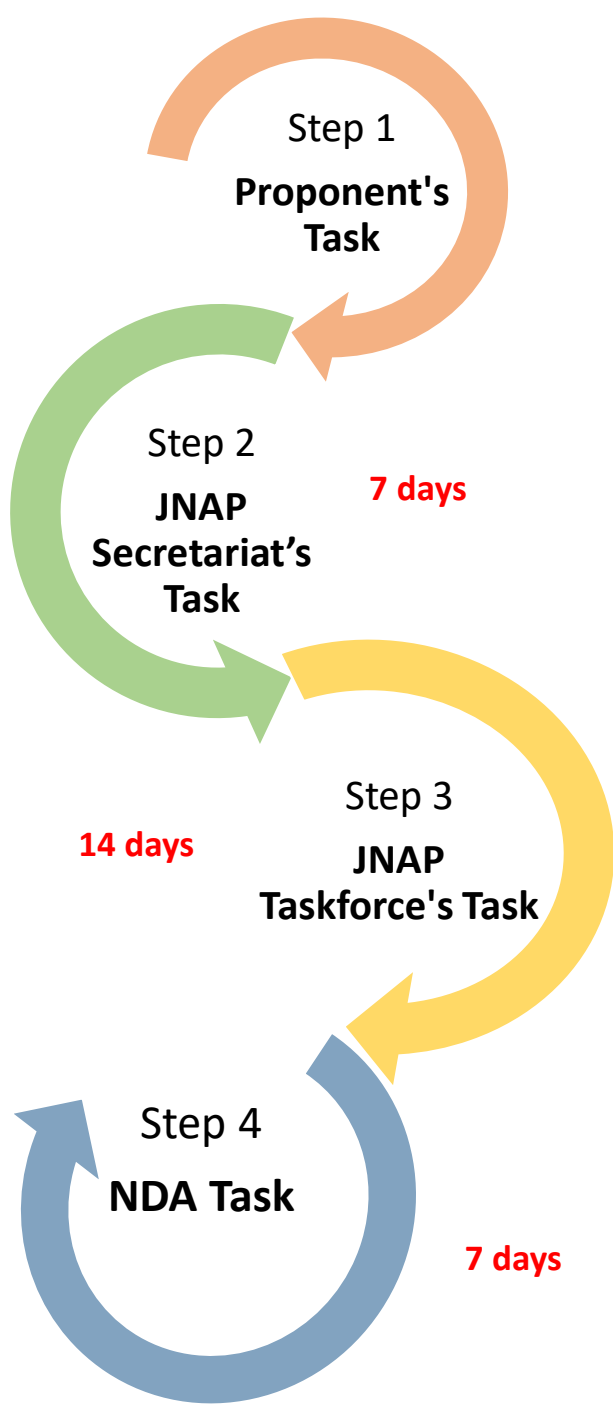 Step 1
Proponent's
Task
Step 2
JNAP
Secretariat’s
Task
7 days
Step 3
JNAP
Taskforce's Task
14 days
Step 4
NDA Task
7 days